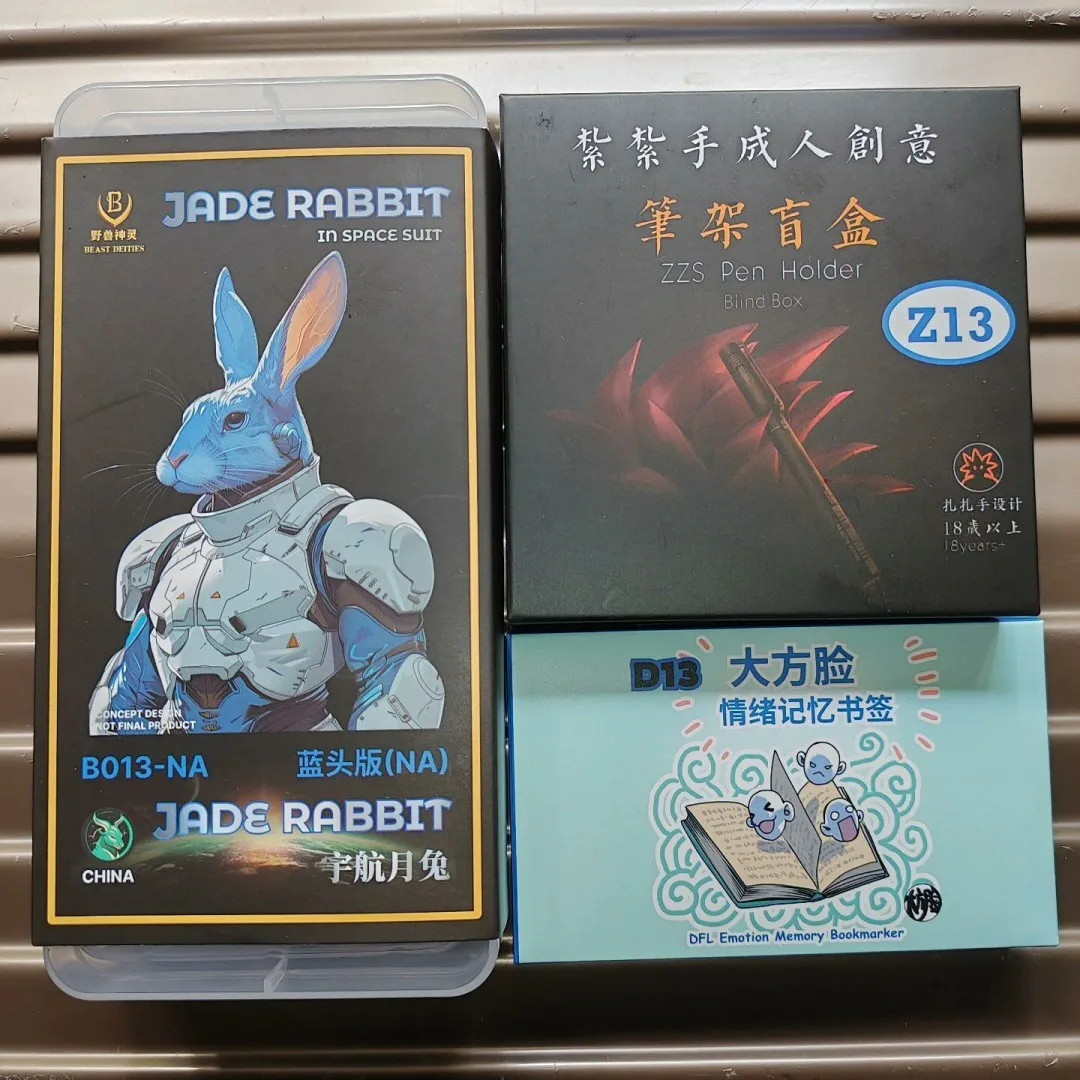 野兽神灵
BEAST DEITIES
JADE RABBIT
IN SPACE SUIT
CONCEPT DESIGN
NOT FINAL PRODUCT
B013-NA
蓝头版(NA)
CHINA
JADE RABBIT
宇航月兔
紮紮手成人創意
筆架盲盒
ZZS Pen Holder
Blind Box
Z13
扎扎手设计
18歲以上
18years+
D13
大方脸
情绪记忆书签
DFL Emotion Memory Bookmarker